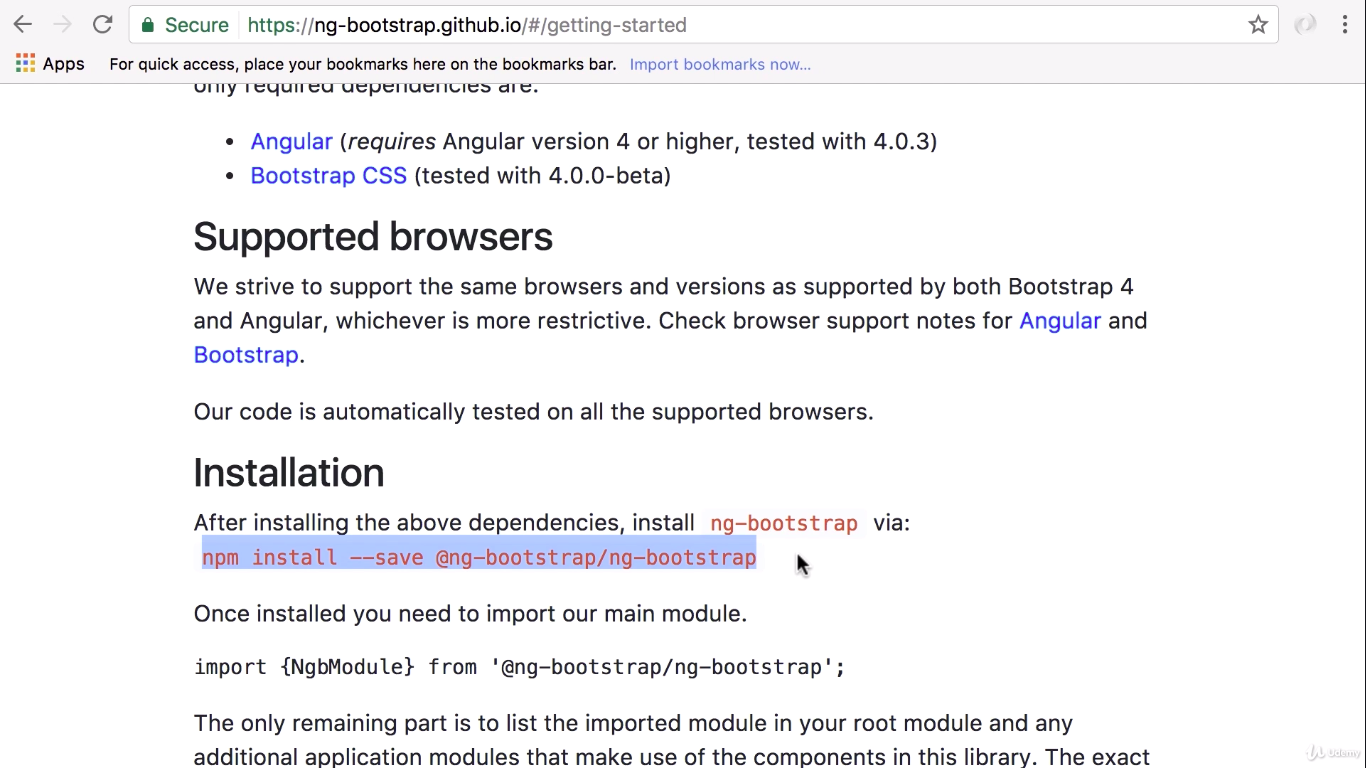 Secure https://ng-bootstrap.github.io/#/getting-started
Apps For quick access, place your bookmarks here on the bookmarks bar. Import bookmarks now...
only required dependencies are:
• Angular (requires Angular version 4 or higher, tested with 4.0.3)
• Bootstrap CSS (tested with 4.0.0-beta)
Supported browsers
We strive to support the same browsers and versions as supported by both Bootstrap 4
and Angular, whichever is more restrictive. Check browser support notes for Angular and
Bootstrap.
Our code is automatically tested on all the supported browsers.
Installation
After installing the above dependencies, install ng-bootstrap via:
npm install --save @ng-bootstrap/ng-bootstrap
Once installed you need to import our main module.
import {NgbModule} from '@ng-bootstrap/ng-bootstrap';
The only remaining part is to list the imported module in your root module and any
additional application modules that make use of the components in this library. The exact
Udemy